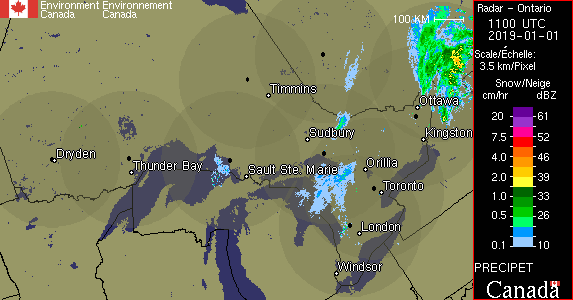 Environment Environnement
Canada Canada
100 KM
Timmins
Ottawa
Sudbury
Kingston
Dryden
Thunder Bay
Sault Ste. Marie
Orillia
Toronto
London
Windsor
Radar - Ontario
1100 UTC
2019-01-01
Scale/Échelle:
3.5 km/Pixel
Snow/Neige
cm/hr dBZ
20 61
7.5 52
4.0 46
2.0 39
1.0 33
0.5 26
0.1 10
PRECIPET
Canada